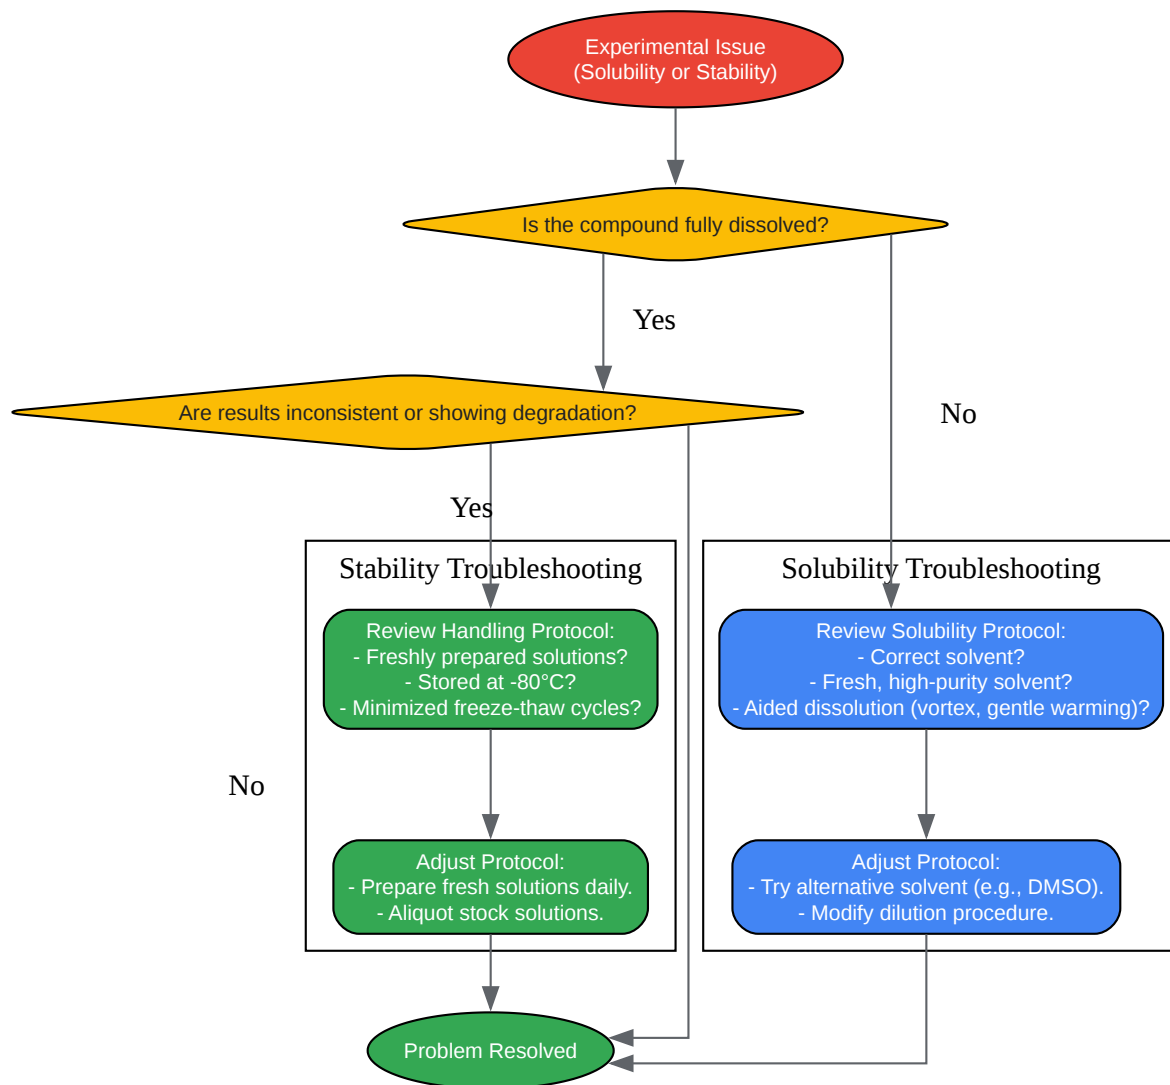 Experimental Issue
(Solubility or Stability)
Is the compound fully dissolved?
Yes
No
Are results inconsistent or showing degradation?
Yes
No
Stability Troubleshooting
Review Handling Protocol:
- Freshly prepared solutions?
- Stored at -80°C?
- Minimized freeze-thaw cycles?
Adjust Protocol:
- Prepare fresh solutions daily.
- Aliquot stock solutions.
Solubility Troubleshooting
Review Solubility Protocol:
- Correct solvent?
- Fresh, high-purity solvent?
- Aided dissolution (vortex, gentle warming)?
Adjust Protocol:
- Try alternative solvent (e.g., DMSO).
- Modify dilution procedure.
Problem Resolved